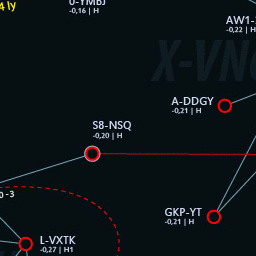 4 ly
0-YMBJ
-0,16 | H
AW1-
-0,22 | H
X-VN
A-DDGY
-0,21 | H
S8-NSQ
-0,20 | H
0 -3
GKP-YT
-0,21 | H
L-VXTK
-0,27 | H1